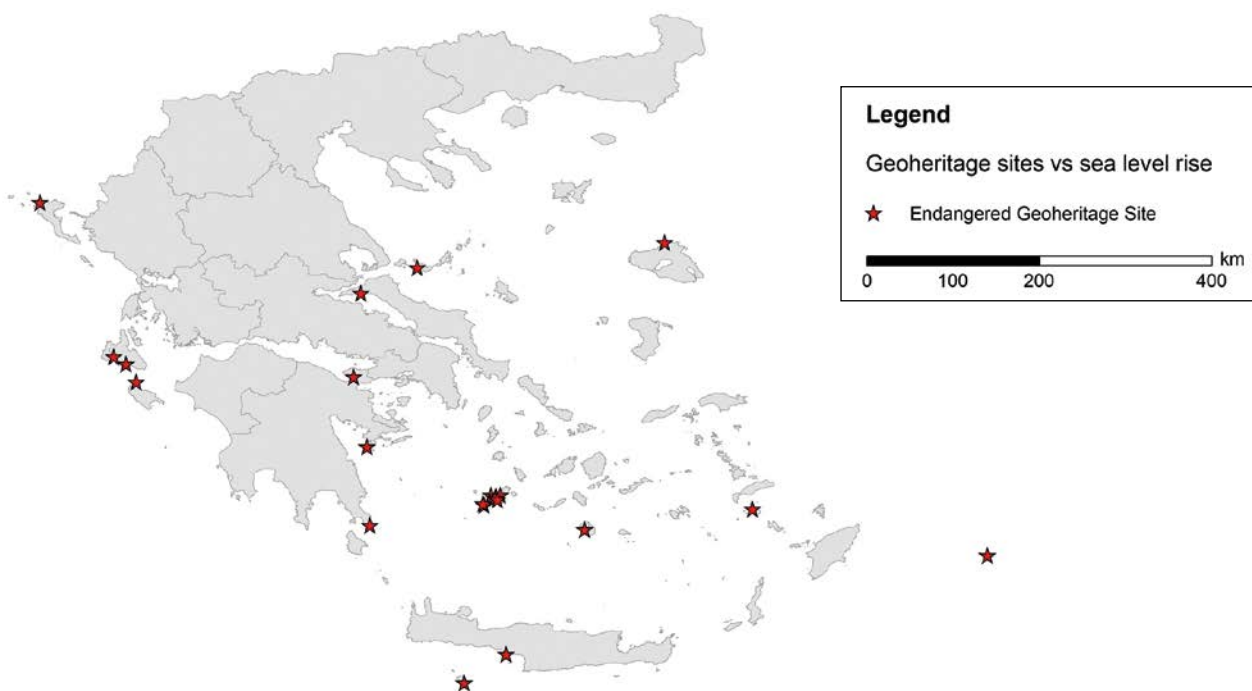 Legend
Geoheritage sites vs sea level rise
Endangered Geoheritage Site
km
0 100 200 400